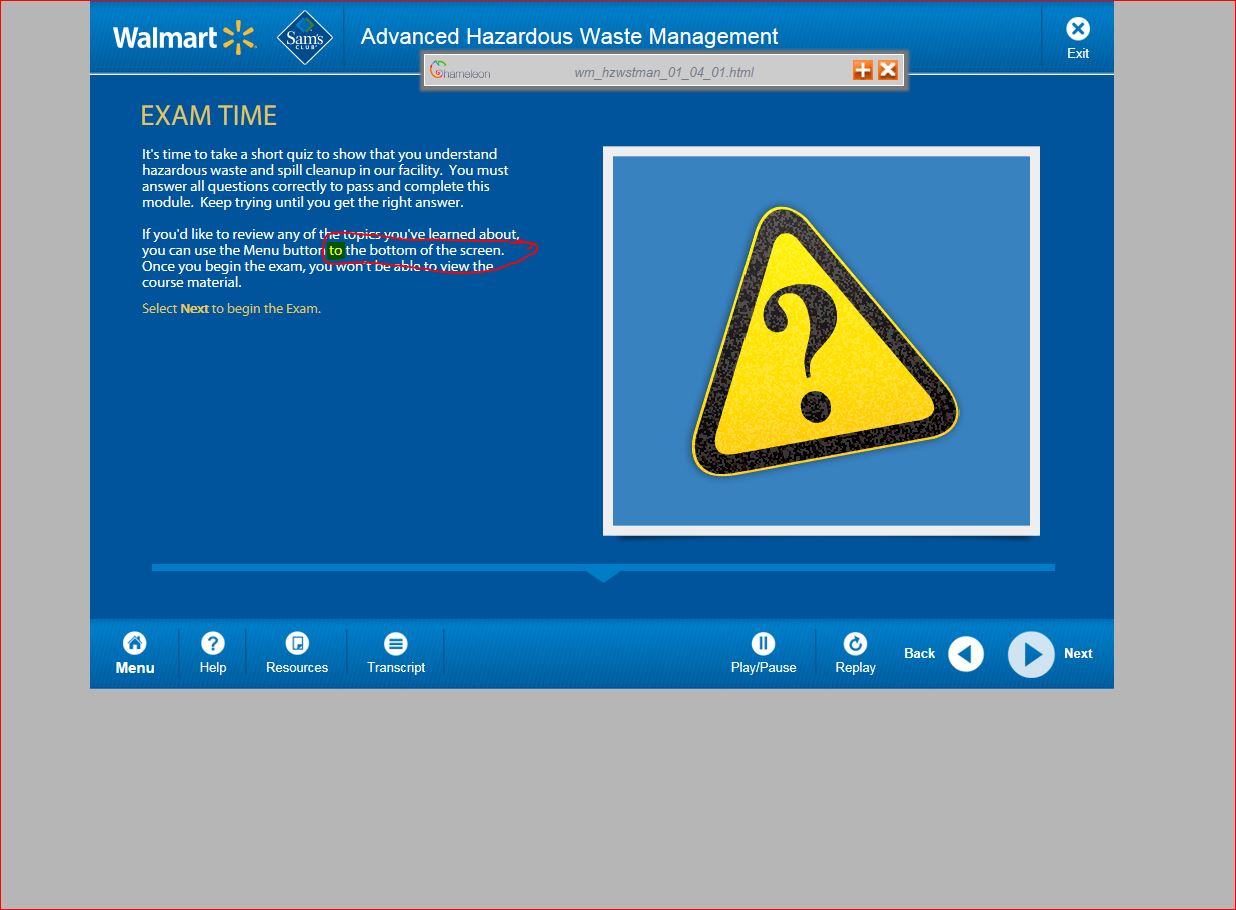 Walmart
Sam's
CLUB
Advanced Hazardous Waste Management
Exit
Chameleon
wm_hzwstman_01_04_01.html
EXAM TIME
It's time to take a short quiz to show that you understand
hazardous waste and spill cleanup in our facility.  You must
answer all questions correctly to pass and complete this
module.  Keep trying until you get the right answer.
If you'd like to review any of the topics you've learned about,
you can use the Menu button to the bottom of the screen.
Once you begin the exam, you won't be able to view the
course material.
Select Next to begin the Exam.
?
Menu
?
Help
Resources
Transcript
Play/Pause
Replay
Back
Next